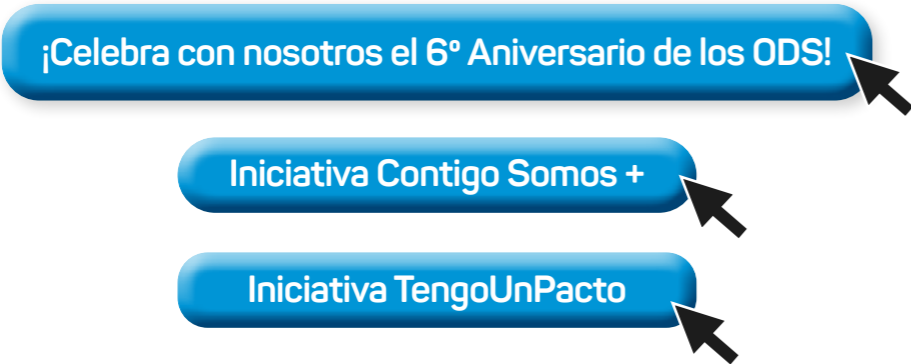 ¡Celebra con nosotros el 6º Aniversario de los ODS!
Iniciativa Contigo Somos +
Iniciativa TengoUnPacto